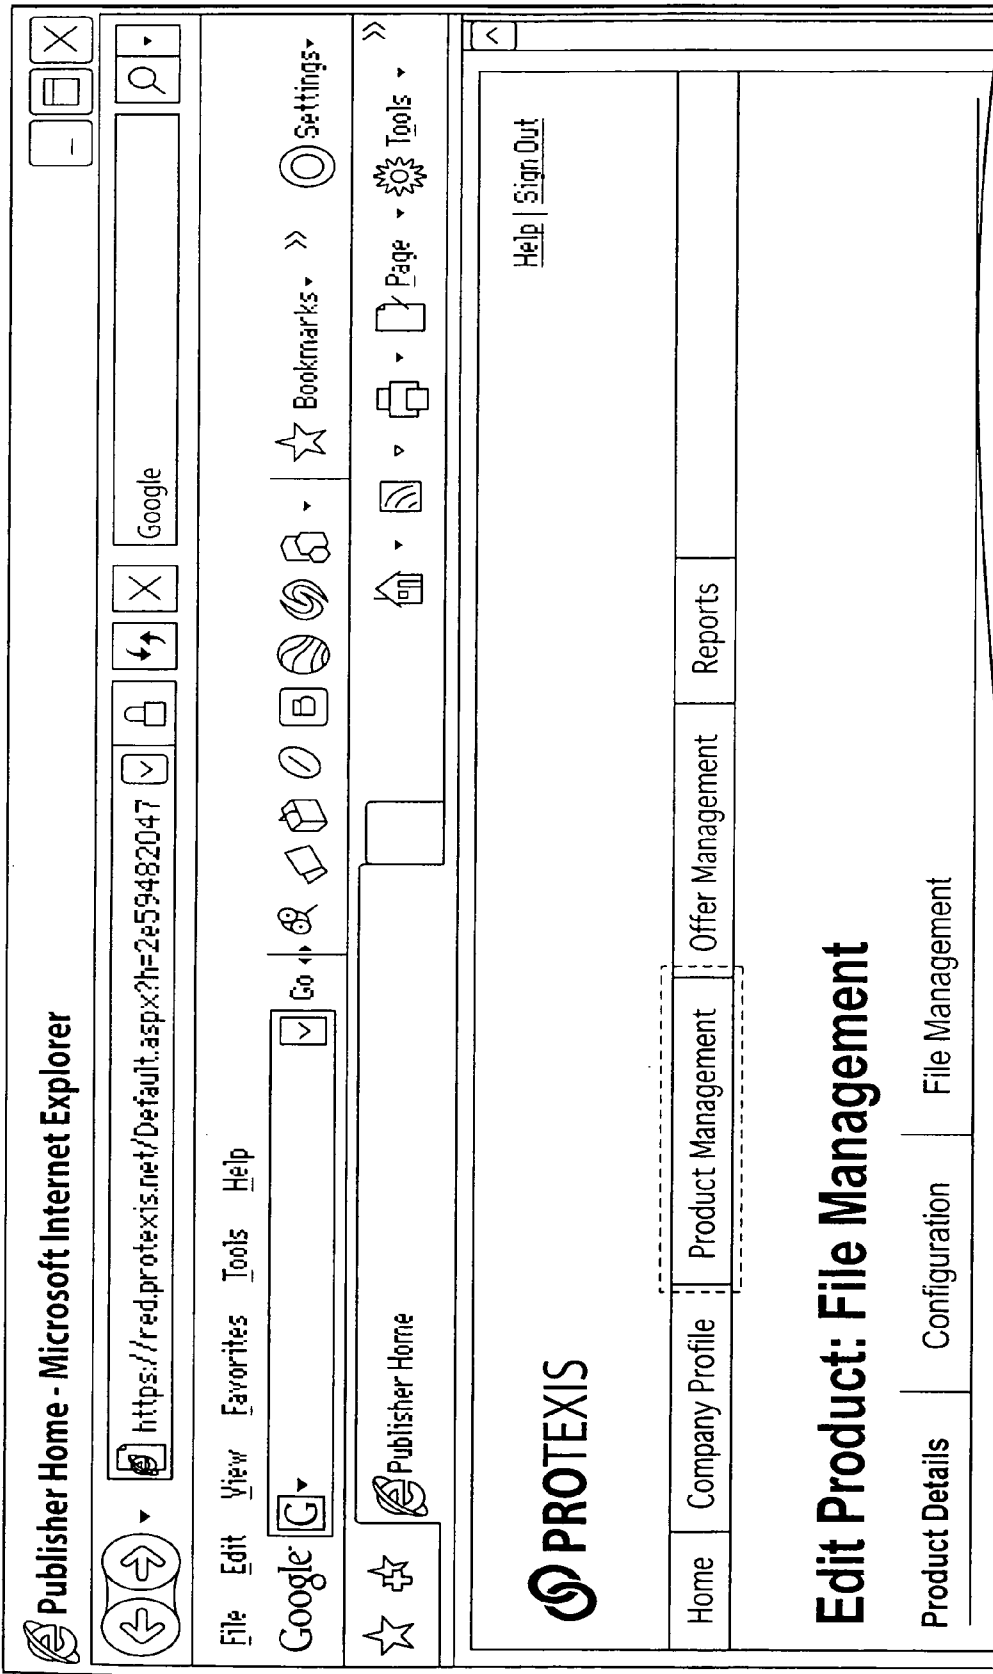 Publisher Home - Microsoft Internet Explorer
https://red.protexis.net/Default.aspx?h=2e59482047
Google
File Edit View Favorites Tools Help
Google G Go B Bookmarks Settings
Publisher Home Page Tools
Help | Sign Out
PROTEXIS
Home Company Profile Product Management Offer Management Reports
Edit Product: File Management
Product Details Configuration File Management